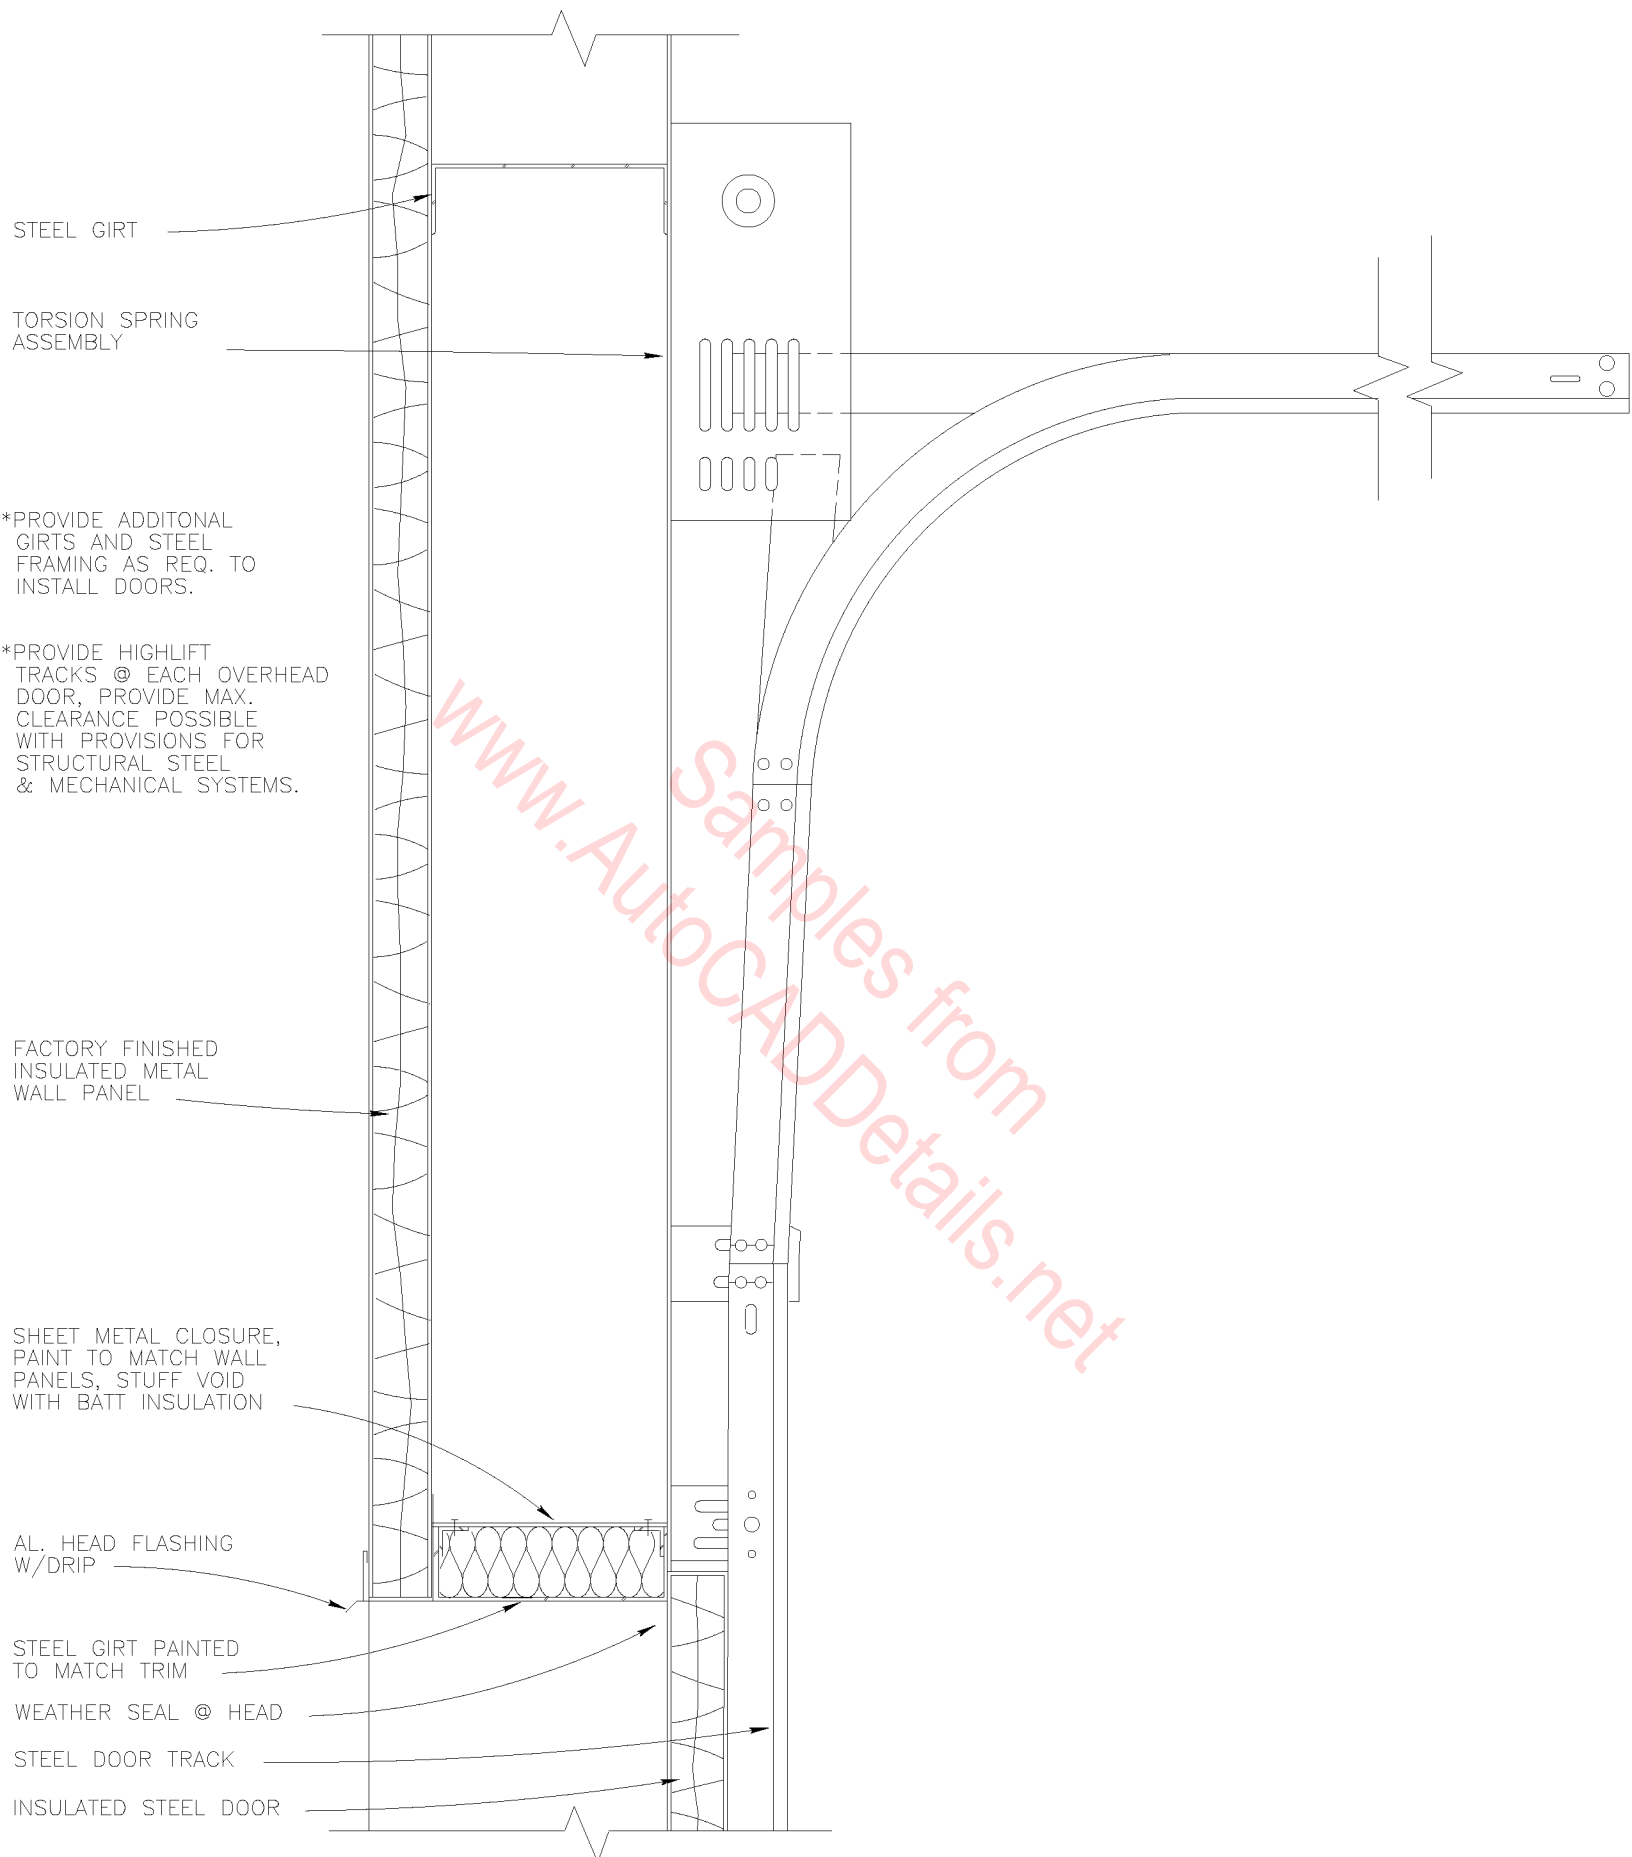 STEEL GIRT
TORSION SPRING
ASSEMBLY
*PROVIDE ADDITONAL
GIRTS AND STEEL
FRAMING AS REQ. TO
INSTALL DOORS.
*PROVIDE HIGHLIFT
TRACKS @ EACH OVERHEAD
DOOR, PROVIDE MAX.
CLEARANCE POSSIBLE
WITH PROVISIONS FOR
STRUCTURAL STEEL
& MECHANICAL SYSTEMS.
Samples from
www.AutoCADDetails.net
FACTORY FINISHED
INSULATED METAL
WALL PANEL
SHEET METAL CLOSURE,
PAINT TO MATCH WALL
PANELS, STUFF VOID
WITH BATT INSULATION
AL. HEAD FLASHING
W/DRIP
STEEL GIRT PAINTED
TO MATCH TRIM
WEATHER SEAL @ HEAD
STEEL DOOR TRACK
INSULATED STEEL DOOR